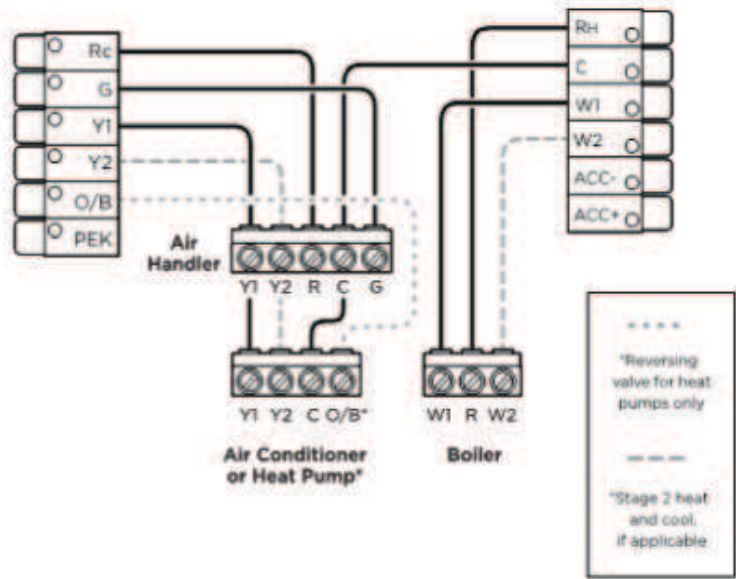 Rc
G
Y1
Y2
O/B
PEK
RH
C
W1
W2
ACC-
ACC+
Air
Handler
Y1 Y2 R C G
Y1 Y2 C O/B*
Air Conditioner
or Heat Pump*
W1 R W2
Boiler
*Reversing
valve for heat
pumps only
*Stage 2 heat
and cool,
if applicable